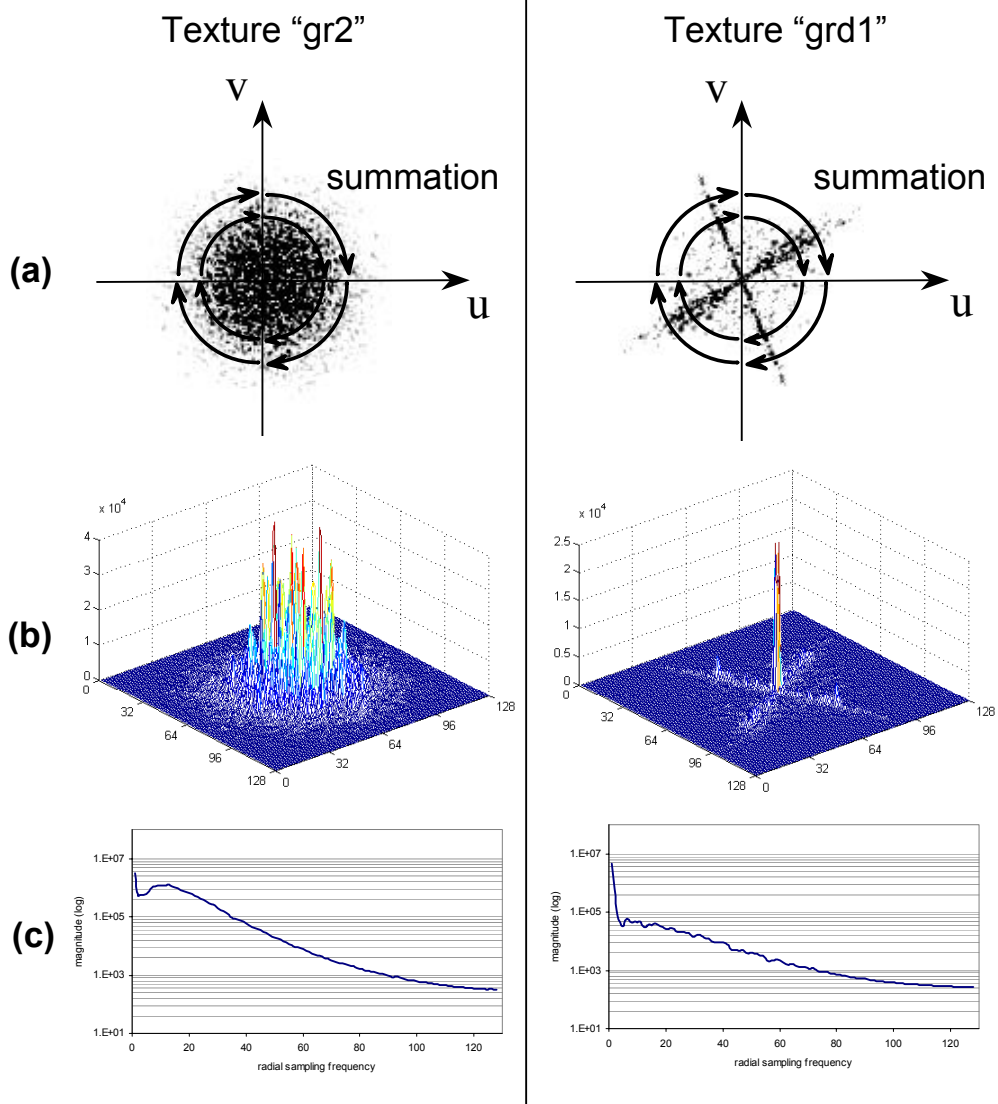 Texture “gr2”
Texture “grd1”
(a)
v
summation
u
v
summation
u
(b)
x 10^4
4
3
2
1
0
0
32
64
96
128
0
32
64
96
128
x 10^4
2.5
2
1.5
1
0.5
0
0
32
64
96
128
0
32
64
96
128
(c)
magnitude (log)
1.E+07
1.E+05
1.E+03
1.E+01
0 20 40 60 80 100 120
radial sampling frequency
magnitude (log)
1.E+07
1.E+05
1.E+03
1.E+01
0 20 40 60 80 100 120
radial sampling frequency